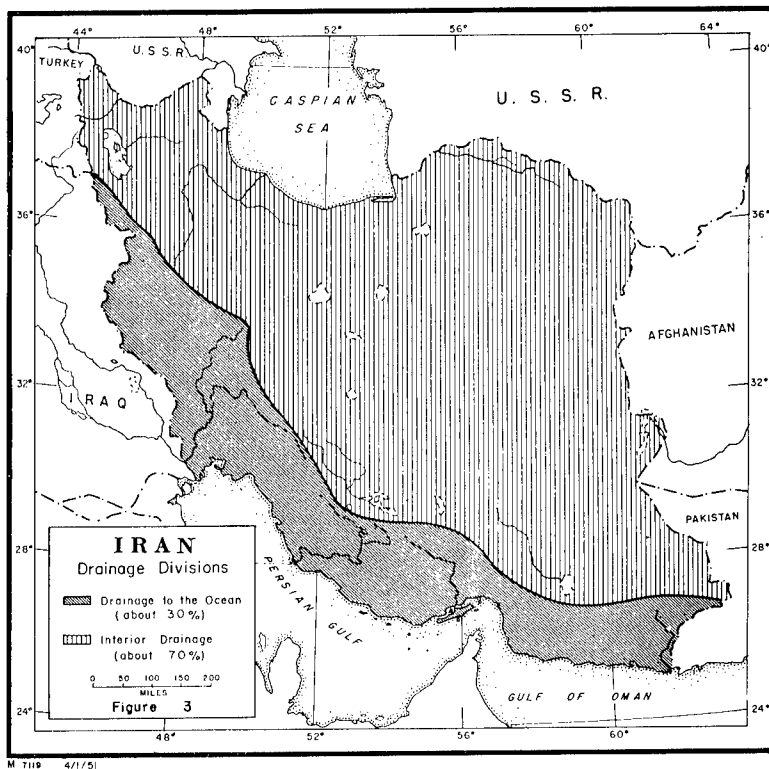 44° 48° 52° 56° 60° 64°
40° 40°
TURKEY
U.S.S.R.
CASPIAN
SEA
U. S. S. R.
36° 36°
AFGHANISTAN
32° 32°
IRAQ
PAKISTAN
28° 28°
IRAN
Drainage Divisions
Drainage to the Ocean
(about 30%)
Interior Drainage
(about 70%)
0 50 100 150 200
MILES
Figure 3
PERSIAN GULF
GULF OF OMAN
24° 24°
48° 52° 56° 60°
M 7119 4/1/51